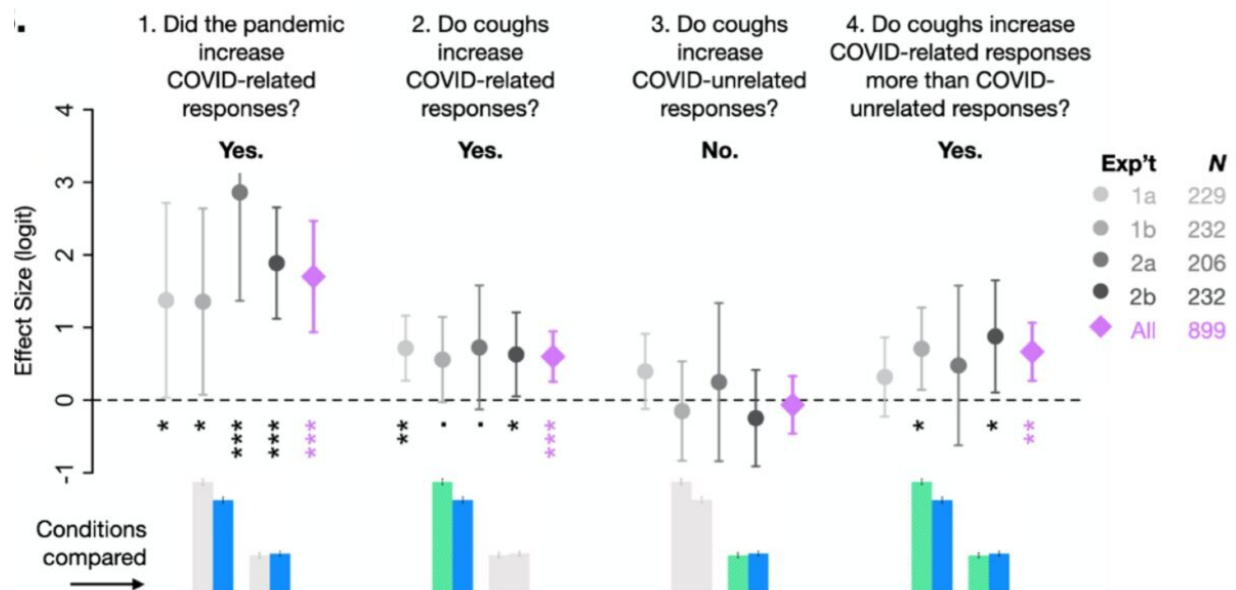 1. Did the pandemic
increase
COVID-related
responses?
Yes.
2. Do coughs
increase
COVID-related
responses?
Yes.
3. Do coughs
increase
COVID-unrelated
responses?
No.
4. Do coughs increase
COVID-related responses
more than COVID-
unrelated responses?
Yes.
Effect Size (logit)
4
3
2
1
0
-1
* * *** *** ***
** . . * ***
* * **
Exp't N
1a 229
1b 232
2a 206
2b 232
All 899
Conditions
compared